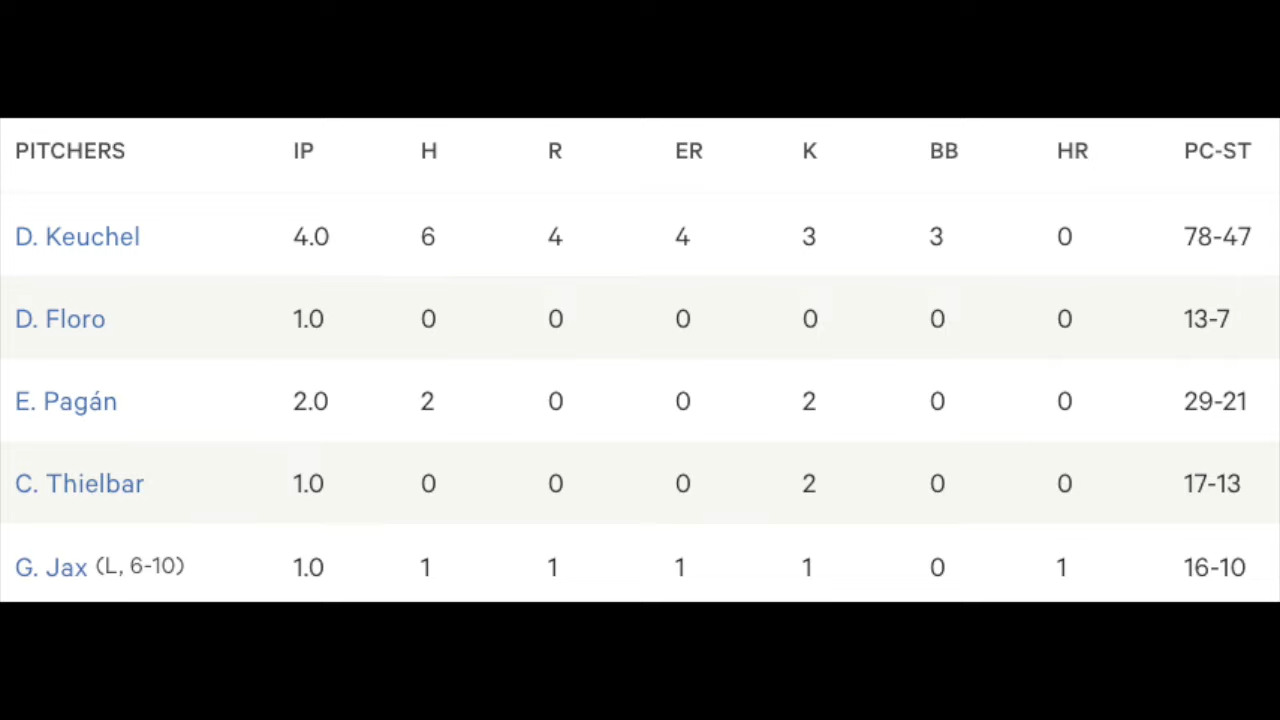 PITCHERS IP H R ER K BB HR PC-ST
D. Keuchel 4.0 6 4 4 3 3 0 78-47
D. Floro 1.0 0 0 0 0 0 0 13-7
E. Pagán 2.0 2 0 0 2 0 0 29-21
C. Thielbar 1.0 0 0 0 2 0 0 17-13
G. Jax (L, 6-10) 1.0 1 1 1 1 0 1 16-10